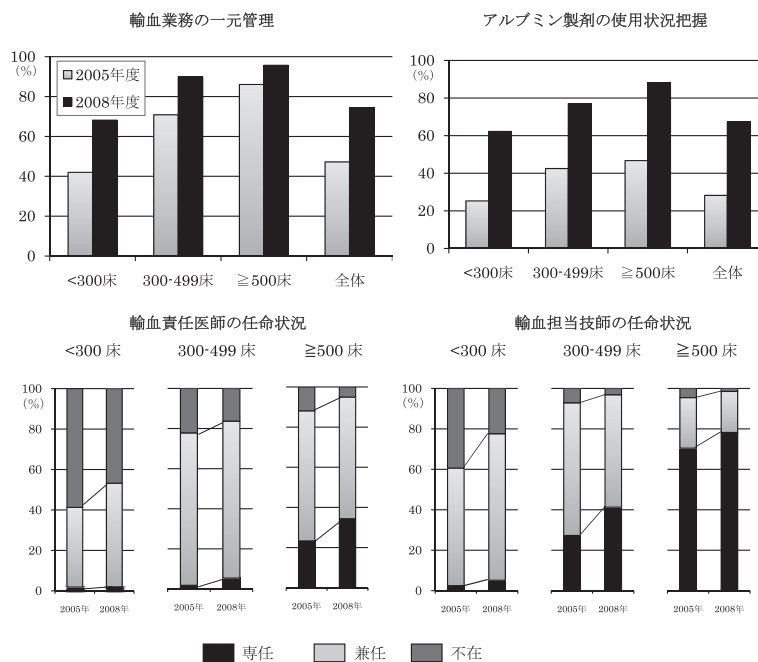 輸血業務の一元管理
100
(%)
80
60
40
20
0
2005年度
2008年度
<300床
300-499床
≧500床
全体
アルブミン製剤の使用状況把握
100
(%)
80
60
40
20
0
<300床
300-499床
≧500床
全体
輸血責任医師の任命状況
<300 床
300-499 床
≧500 床
100
(%)
80
60
40
20
0
2005年
2008年
2005年
2008年
2005年
2008年
輸血担当技師の任命状況
<300 床
300-499 床
≧500 床
100
(%)
80
60
40
20
0
2005年
2008年
2005年
2008年
2005年
2008年
専任
兼任
不在